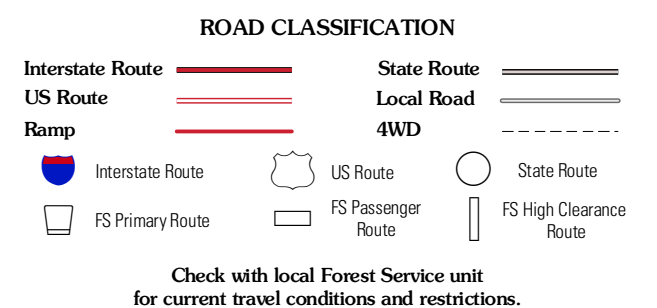 ROAD CLASSIFICATION
Interstate Route
State Route
US Route
Local Road
Ramp
4WD
Interstate Route
US Route
State Route
FS Primary Route
FS Passenger
Route
FS High Clearance
Route
Check with local Forest Service unit
for current travel conditions and restrictions.